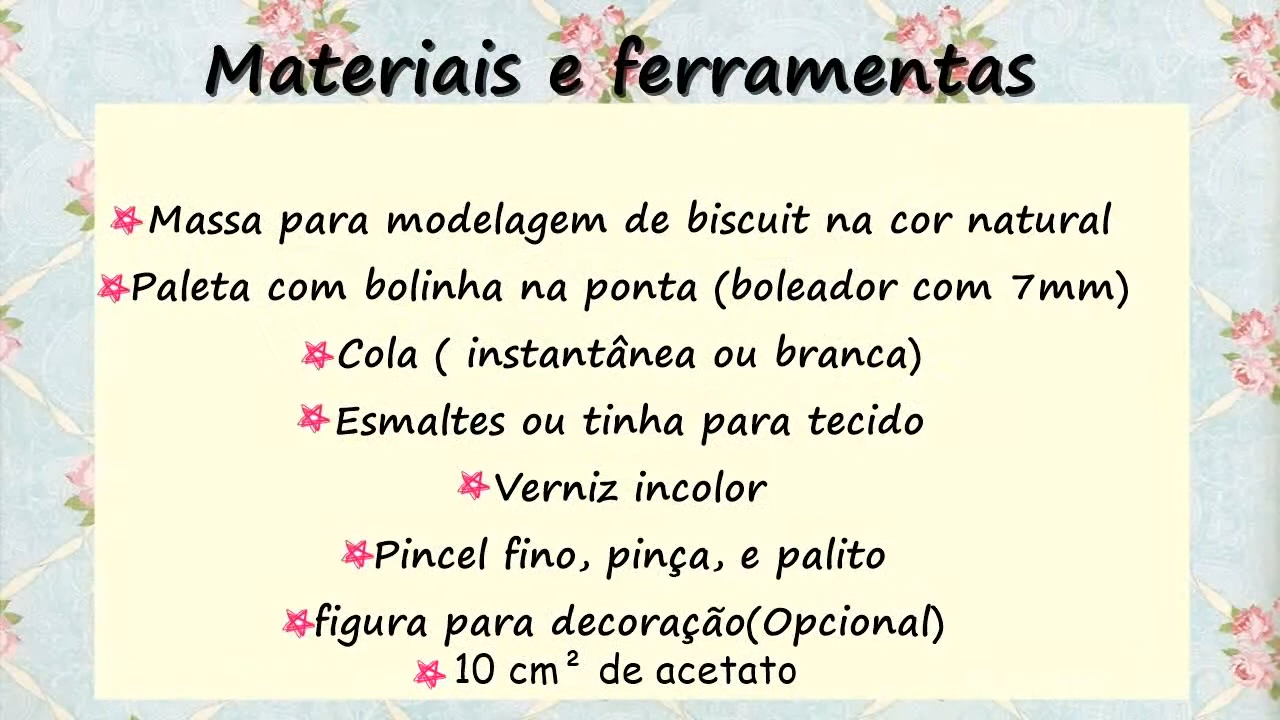 Materiais e ferramentas
Massa para modelagem de biscuit na cor natural
Paleta com bolinha na ponta (boleador com 7mm)
Cola ( instantânea ou branca)
Esmaltes ou tinha para tecido
Verniz incolor
Pincel fino, pinça, e palito
figura para decoração(Opcional)
10 cm² de acetato